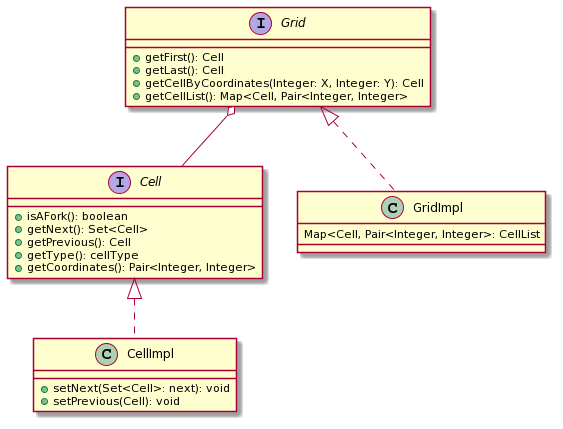 I Grid
getFirst(): Cell
getLast(): Cell
getCellByCoordinates(Integer: X, Integer: Y): Cell
getCellList(): Map<Cell, Pair<Integer, Integer>
I Cell
isAFork(): boolean
getNext(): Set<Cell>
getPrevious(): Cell
getType(): cellType
getCoordinates(): Pair<Integer, Integer>
C GridImpl
Map<Cell, Pair<Integer, Integer>: CellList
C CellImpl
setNext(Set<Cell>: next): void
setPrevious(Cell): void